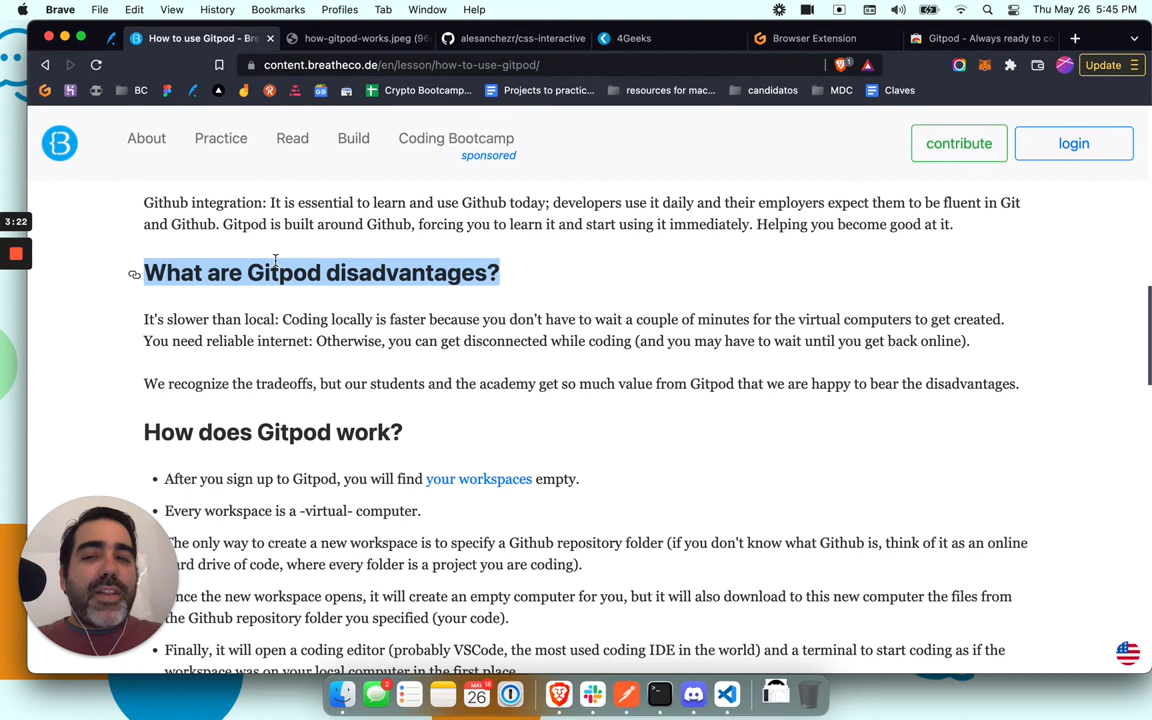 Brave File Edit View History Bookmarks Profiles Tab Window Help Thu May 26 5:45 PM
How to use Gitpod - Bre how-gitpod-works.jpeg (96 alesanchezr/css-interactive 4Geeks Browser Extension Gitpod - Always ready to co
content.breatheco.de/en/lesson/how-to-use-gitpod/ 1 Update
BC Crypto Bootcamp... Projects to practic... resources for mac... candidatos MDC Claves
About Practice Read Build Coding Bootcamp contribute login
sponsored
3:22
Github integration: It is essential to learn and use Github today; developers use it daily and their employers expect them to be fluent in Git
and Github. Gitpod is built around Github, forcing you to learn it and start using it immediately. Helping you become good at it.
What are Gitpod disadvantages?
It's slower than local: Coding locally is faster because you don't have to wait a couple of minutes for the virtual computers to get created.
You need reliable internet: Otherwise, you can get disconnected while coding (and you may have to wait until you get back online).
We recognize the tradeoffs, but our students and the academy get so much value from Gitpod that we are happy to bear the disadvantages.
How does Gitpod work?
• After you sign up to Gitpod, you will find your workspaces empty.
• Every workspace is a -virtual- computer.
The only way to create a new workspace is to specify a Github repository folder (if you don't know what Github is, think of it as an online
ard drive of code, where every folder is a project you are coding).
nce the new workspace opens, it will create an empty computer for you, but it will also download to this new computer the files from
the Github repository folder you specified (your code).
• Finally, it will open a coding editor (probably VSCode, the most used coding IDE in the world) and a terminal to start coding as if the
workspace was on your local computer in the first place.
2
26